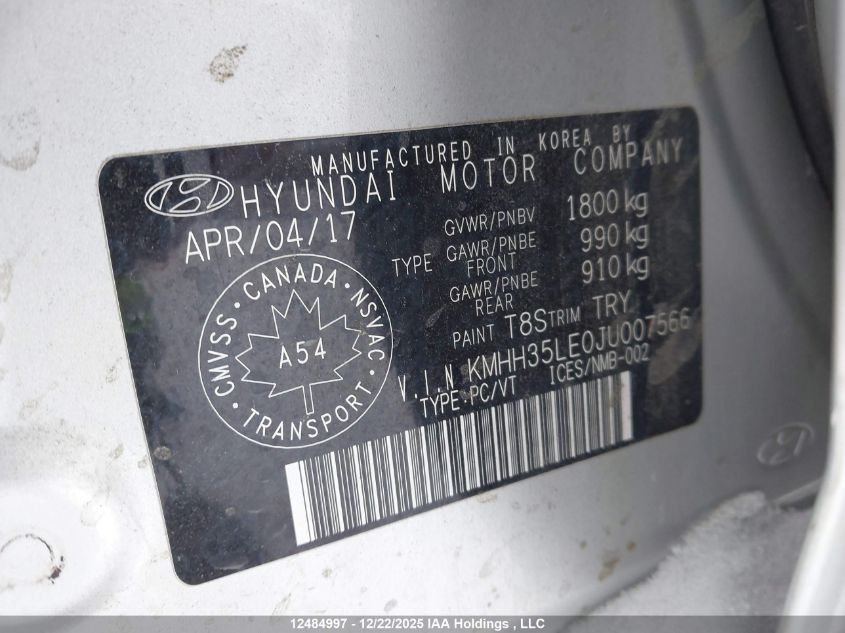 MANUFACTURED IN KOREA BY
HYUNDAI MOTOR COMPANY
APR/04/17
GVWR/PNBV 1800 kg
TYPE GAWR/PNBE FRONT 990 kg
GAWR/PNBE REAR 910 kg
PAINT T8S TRIM TRY
V.I.N KMHH35LE0JU007566
TYPE:PC/VT ICES/NMB-002
CMVSS · CANADA · NSVAC · TRANSPORT ·
A54
12484997 - 12/22/2025 IAA Holdings , LLC